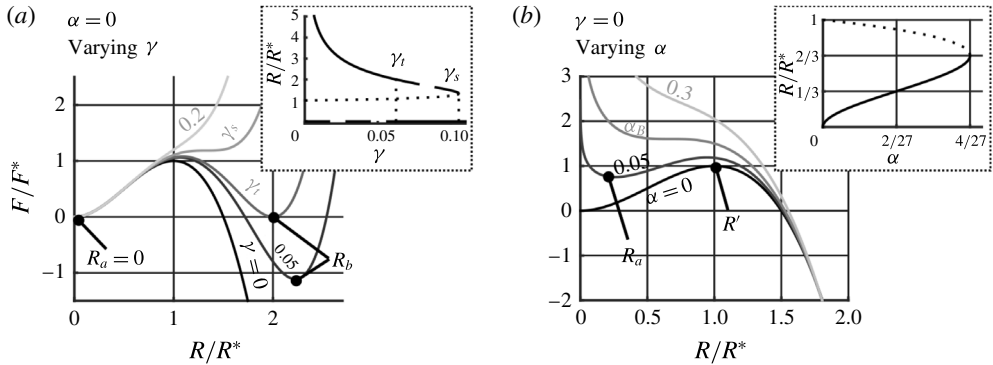 (a)
α = 0
Varying γ
5
4
3
2
1
R/R*
γt
γs
0
0.05
0.10
γ
2
1
0
−1
F/F*
0.2
γs
γt
0.05
γ = 0
Ra = 0
Rb
0
1
2
R/R*
(b)
γ = 0
Varying α
1
2/3
1/3
R/R*
0
2/27
4/27
α
3
2
1
0
−1
−2
0.3
αB
0.05
α = 0
Ra
R′
0
0.5
1.0
1.5
2.0
R/R*